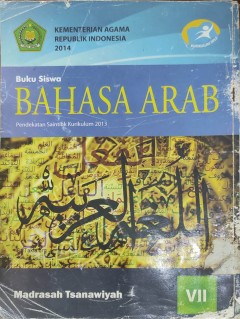 KEMENTERIAN AGAMA
REPUBLIK INDONESIA
2014
Buku Siswa
BAHASA ARAB
Pendekatan Saintifik Kurikulum 2013
اللغة العربية
Madrasah Tsanawiyah
VII